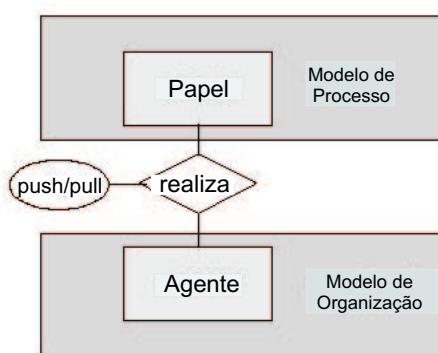 Papel
Modelo de
Processo
push/pull
realiza
Agente
Modelo de
Organização